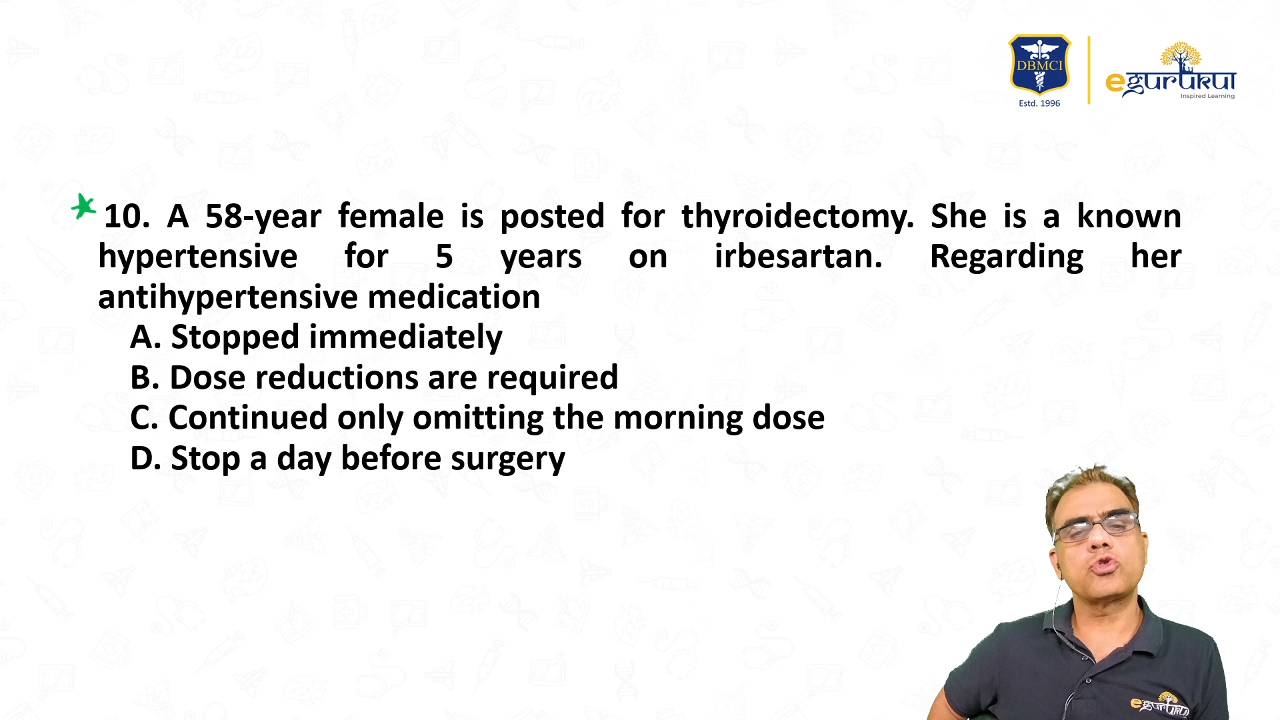 DBMCI
Estd. 1996
egurukul
Inspired Learning
10. A 58-year female is posted for thyroidectomy. She is a known
hypertensive for 5 years on irbesartan. Regarding her
antihypertensive medication
A. Stopped immediately
B. Dose reductions are required
C. Continued only omitting the morning dose
D. Stop a day before surgery
egurukul